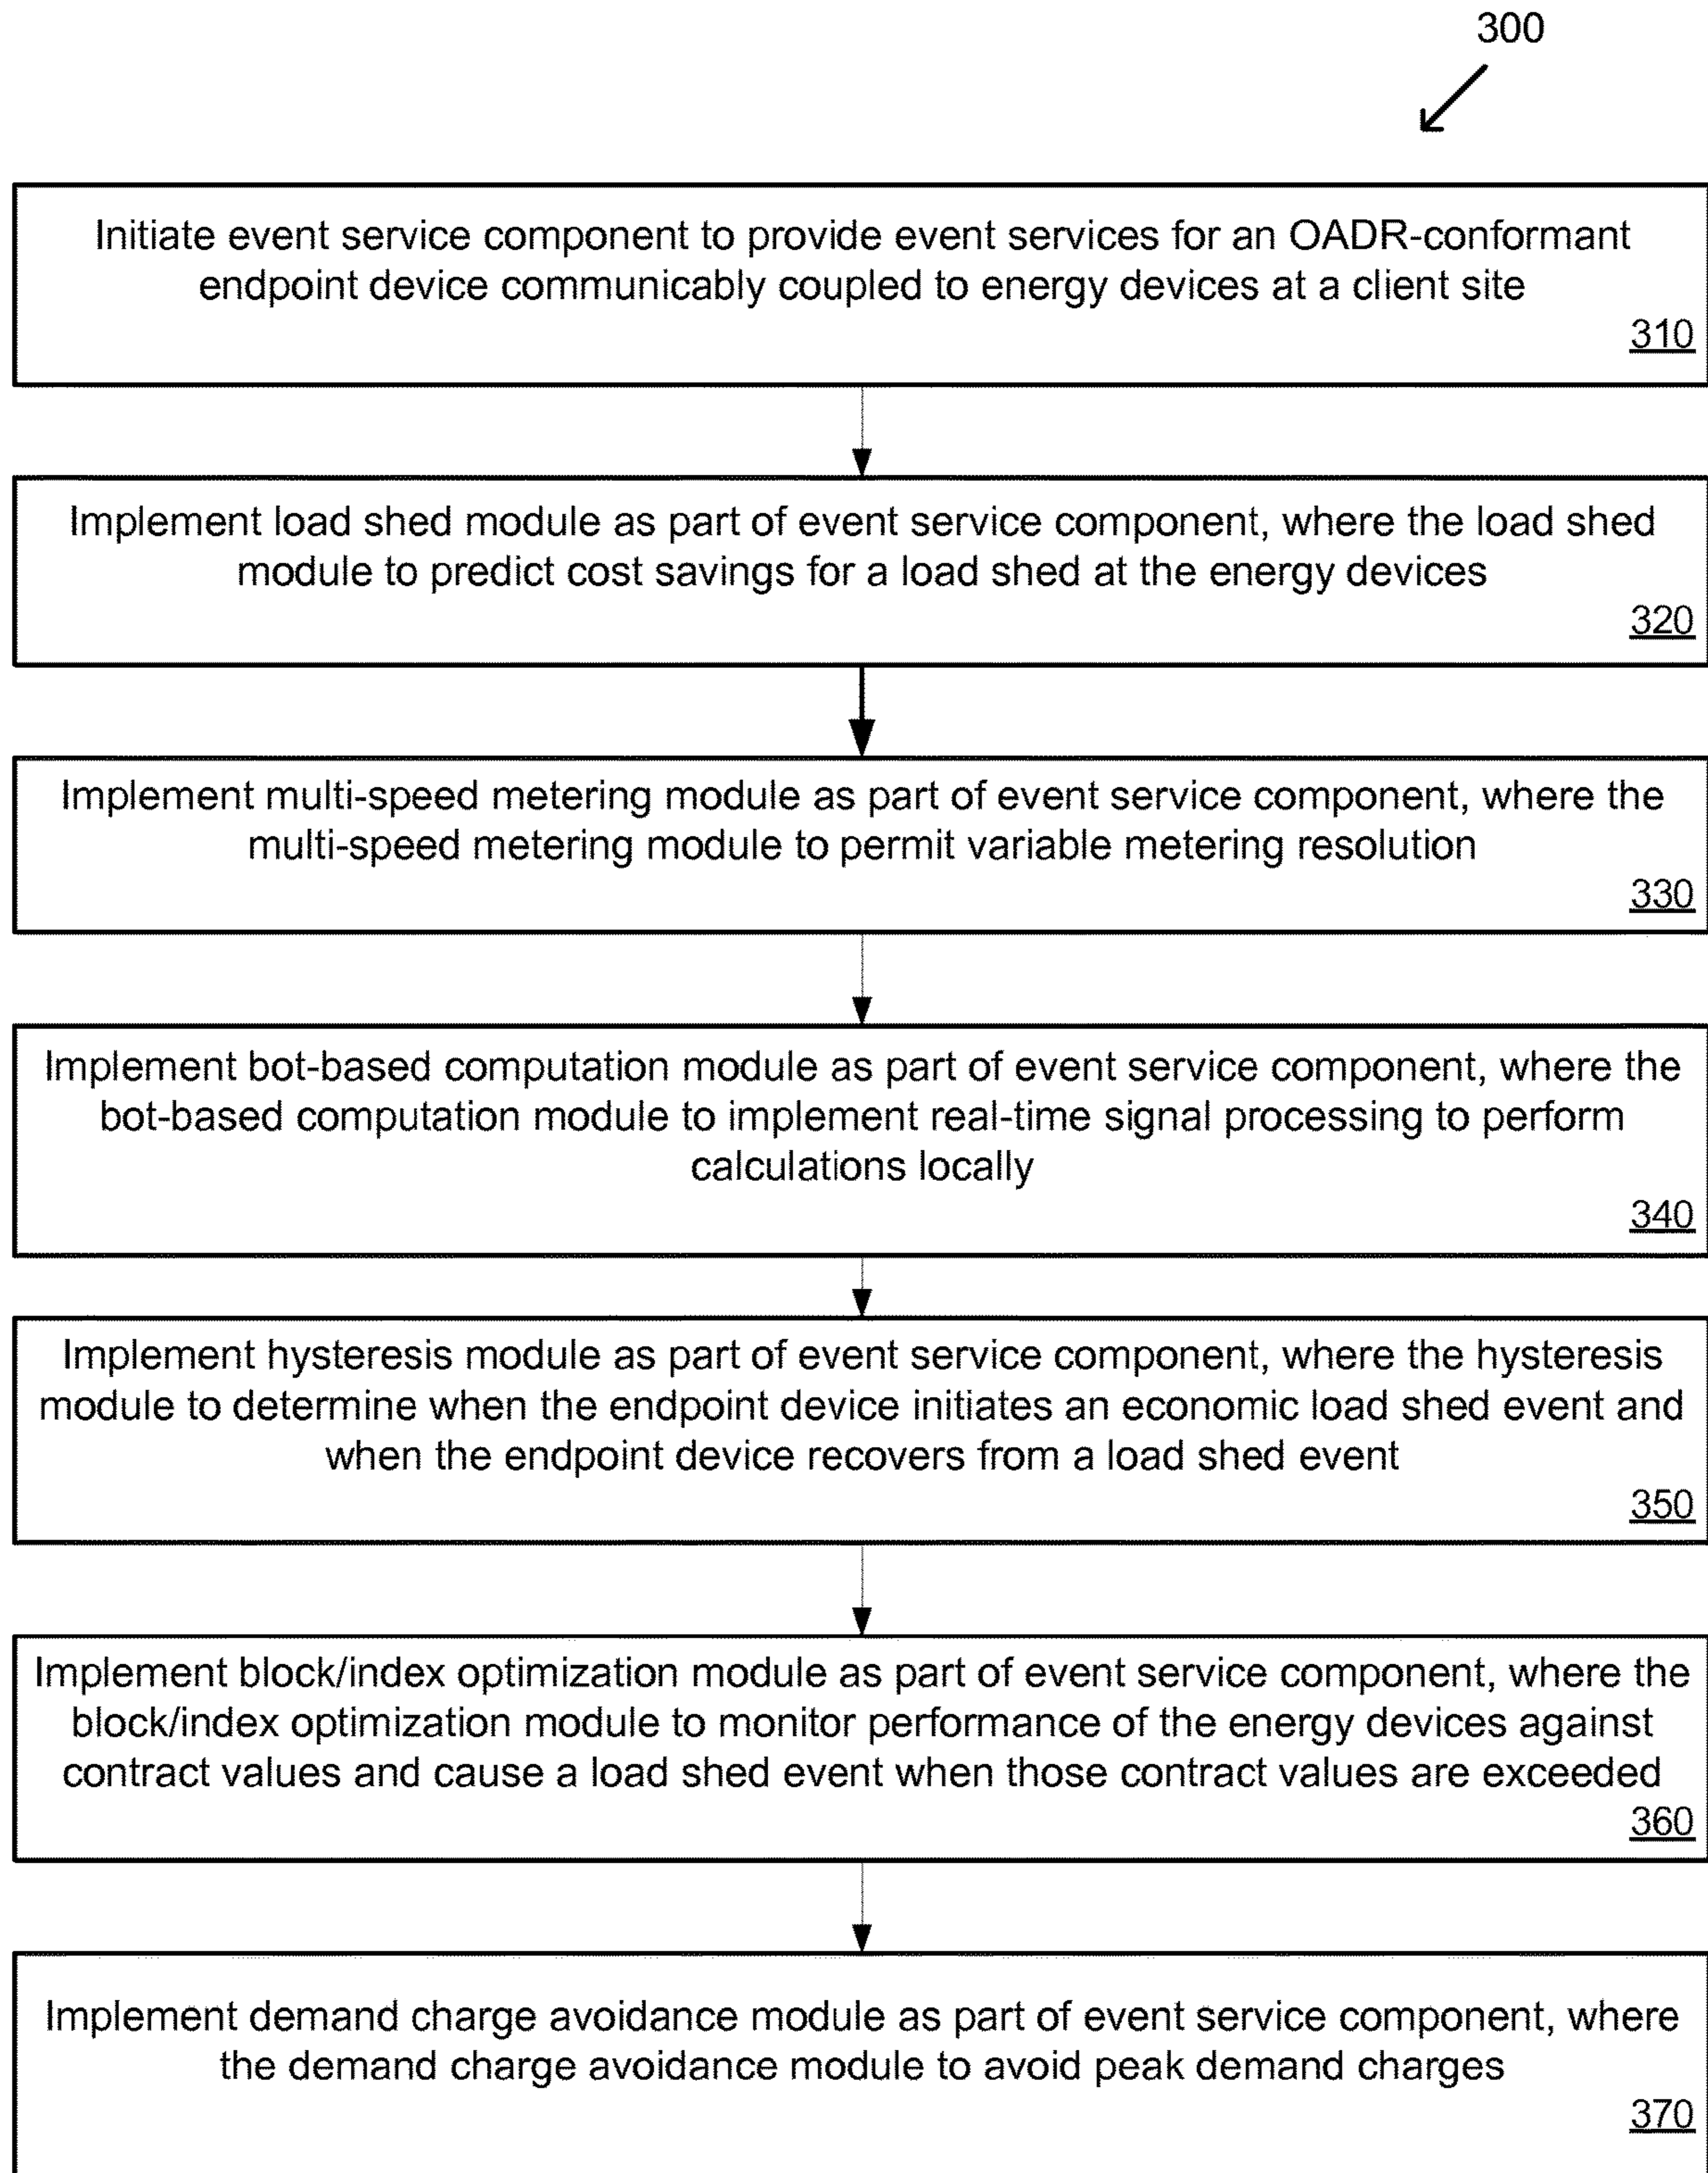 300
Initiate event service component to provide event services for an OADR-conformant
endpoint device communicably coupled to energy devices at a client site
310
Implement load shed module as part of event service component, where the load shed
module to predict cost savings for a load shed at the energy devices
320
Implement multi-speed metering module as part of event service component, where the
multi-speed metering module to permit variable metering resolution
330
Implement bot-based computation module as part of event service component, where the
bot-based computation module to implement real-time signal processing to perform
calculations locally
340
Implement hysteresis module as part of event service component, where the hysteresis
module to determine when the endpoint device initiates an economic load shed event and
when the endpoint device recovers from a load shed event
350
Implement block/index optimization module as part of event service component, where the
block/index optimization module to monitor performance of the energy devices against
contract values and cause a load shed event when those contract values are exceeded
360
Implement demand charge avoidance module as part of event service component, where
the demand charge avoidance module to avoid peak demand charges
370